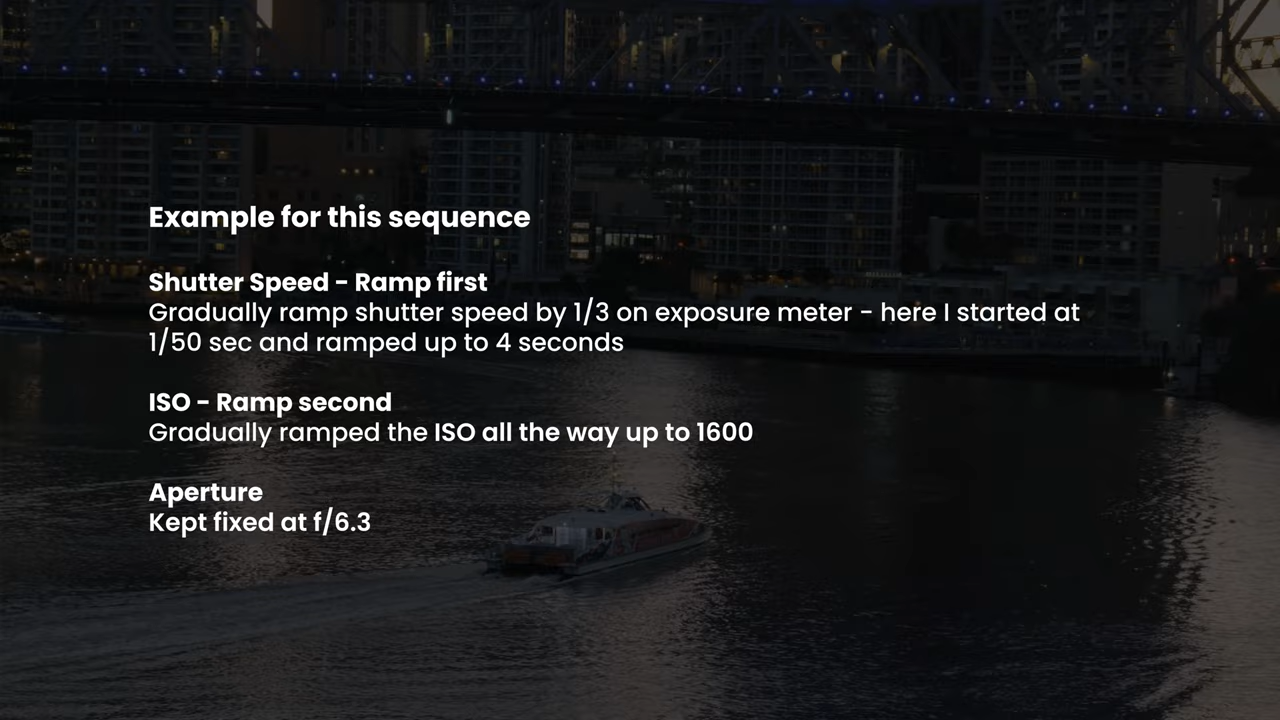 Example for this sequence
Shutter Speed - Ramp first
Gradually ramp shutter speed by 1/3 on exposure meter - here I started at
1/50 sec and ramped up to 4 seconds
ISO - Ramp second
Gradually ramped the ISO all the way up to 1600
Aperture
Kept fixed at f/6.3